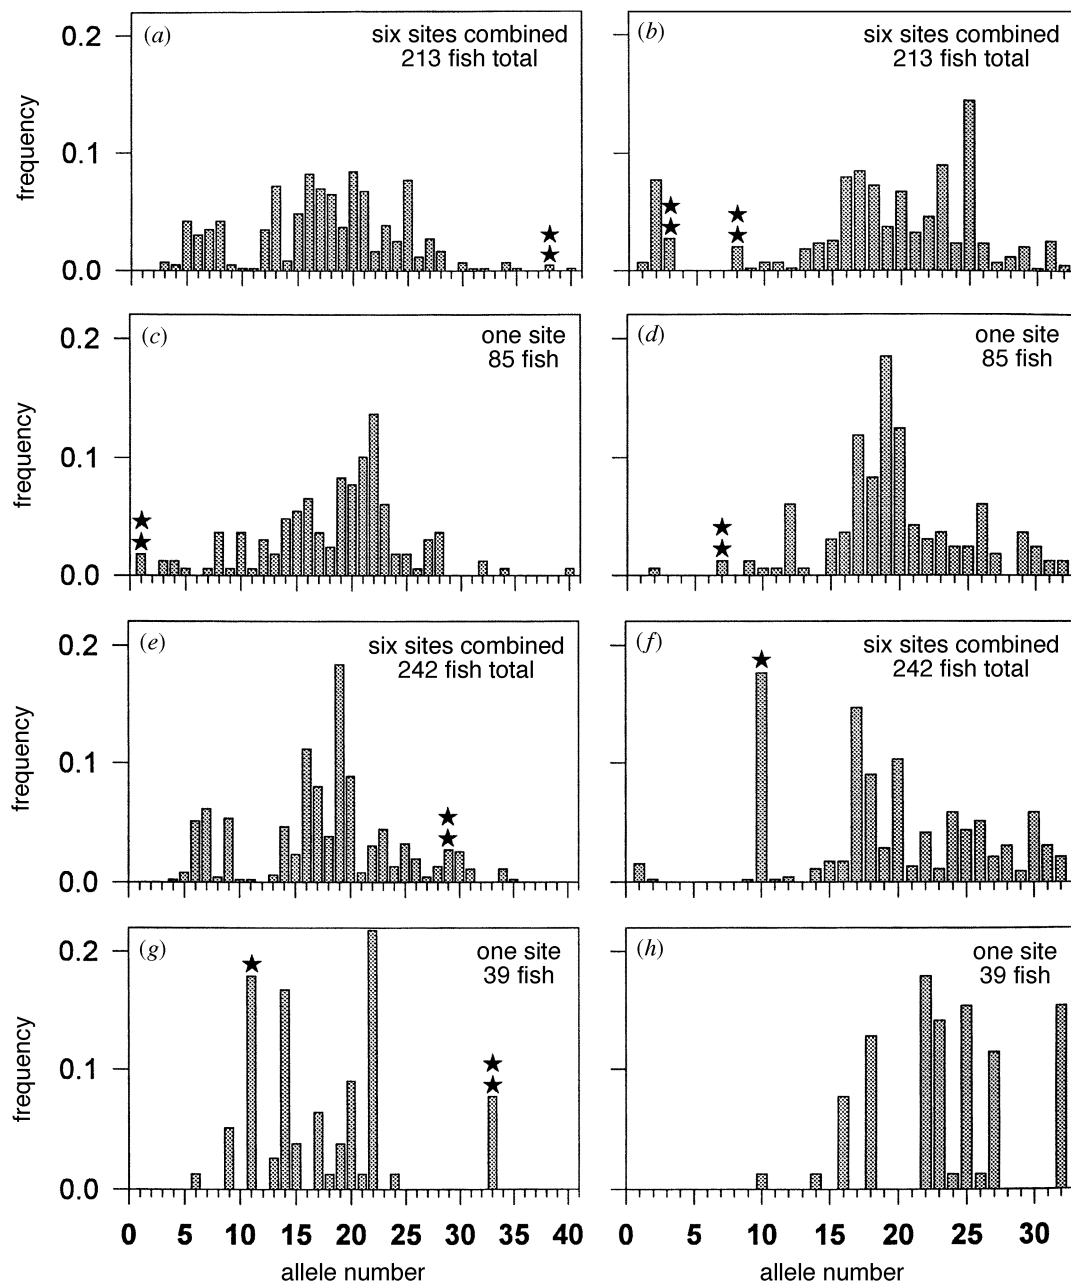 (a) six sites combined
213 fish total
(b) six sites combined
213 fish total
frequency
0.2
0.1
0.0
(c) one site
85 fish
(d) one site
85 fish
frequency
0.2
0.1
0.0
(e) six sites combined
242 fish total
(f) six sites combined
242 fish total
frequency
0.2
0.1
0.0
(g) one site
39 fish
(h) one site
39 fish
frequency
0.2
0.1
0.0
0 5 10 15 20 25 30 35 40
0 5 10 15 20 25 30
allele number
allele number